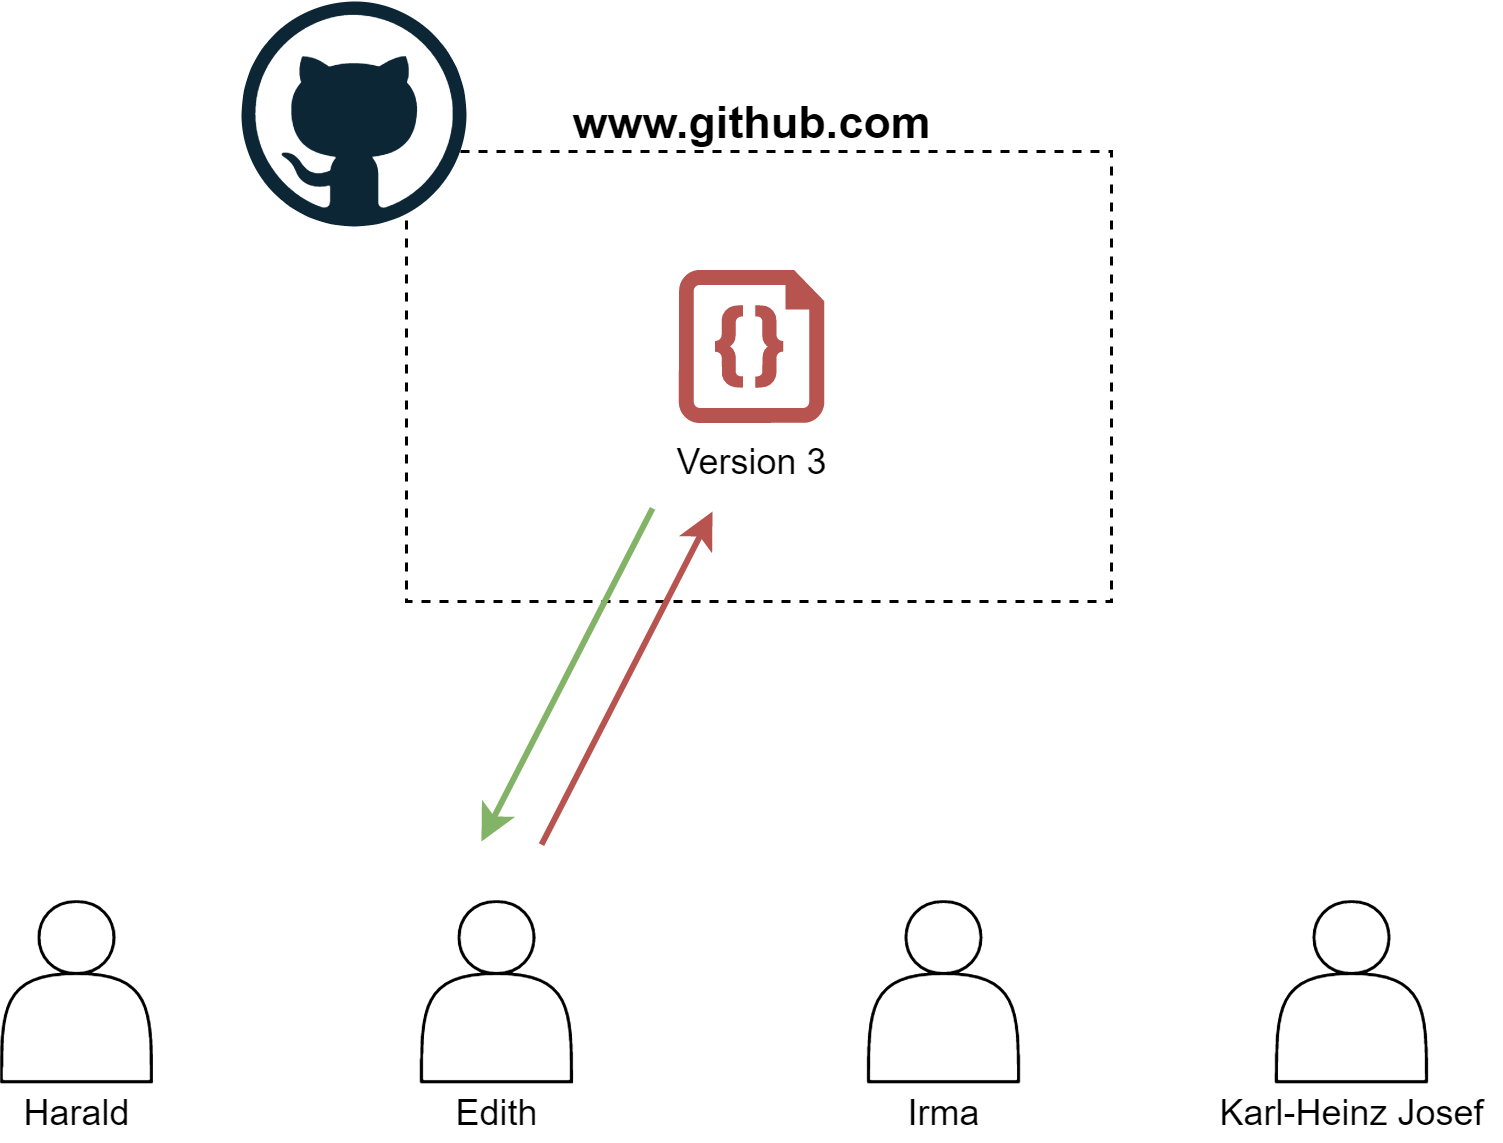 www.github.com
{}
Version 3
Harald
Edith
Irma
Karl-Heinz Josef